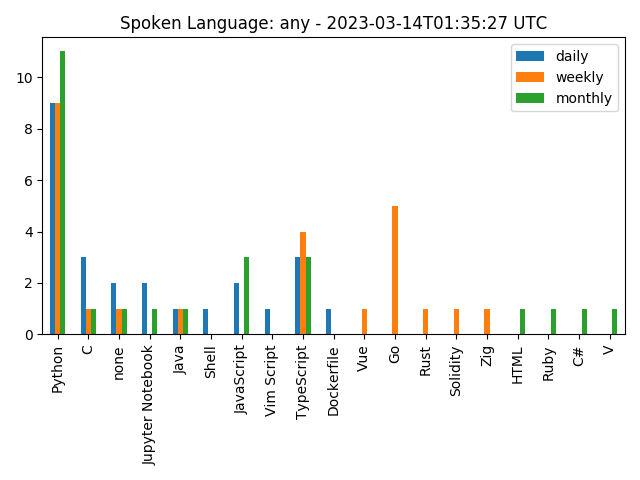 Spoken Language: any - 2023-03-14T01:35:27 UTC
daily
weekly
monthly
10
8
6
4
2
0
Python
C
none
Jupyter Notebook
Java
Shell
JavaScript
Vim Script
TypeScript
Dockerfile
Vue
Go
Rust
Solidity
Zig
HTML
Ruby
C#
V